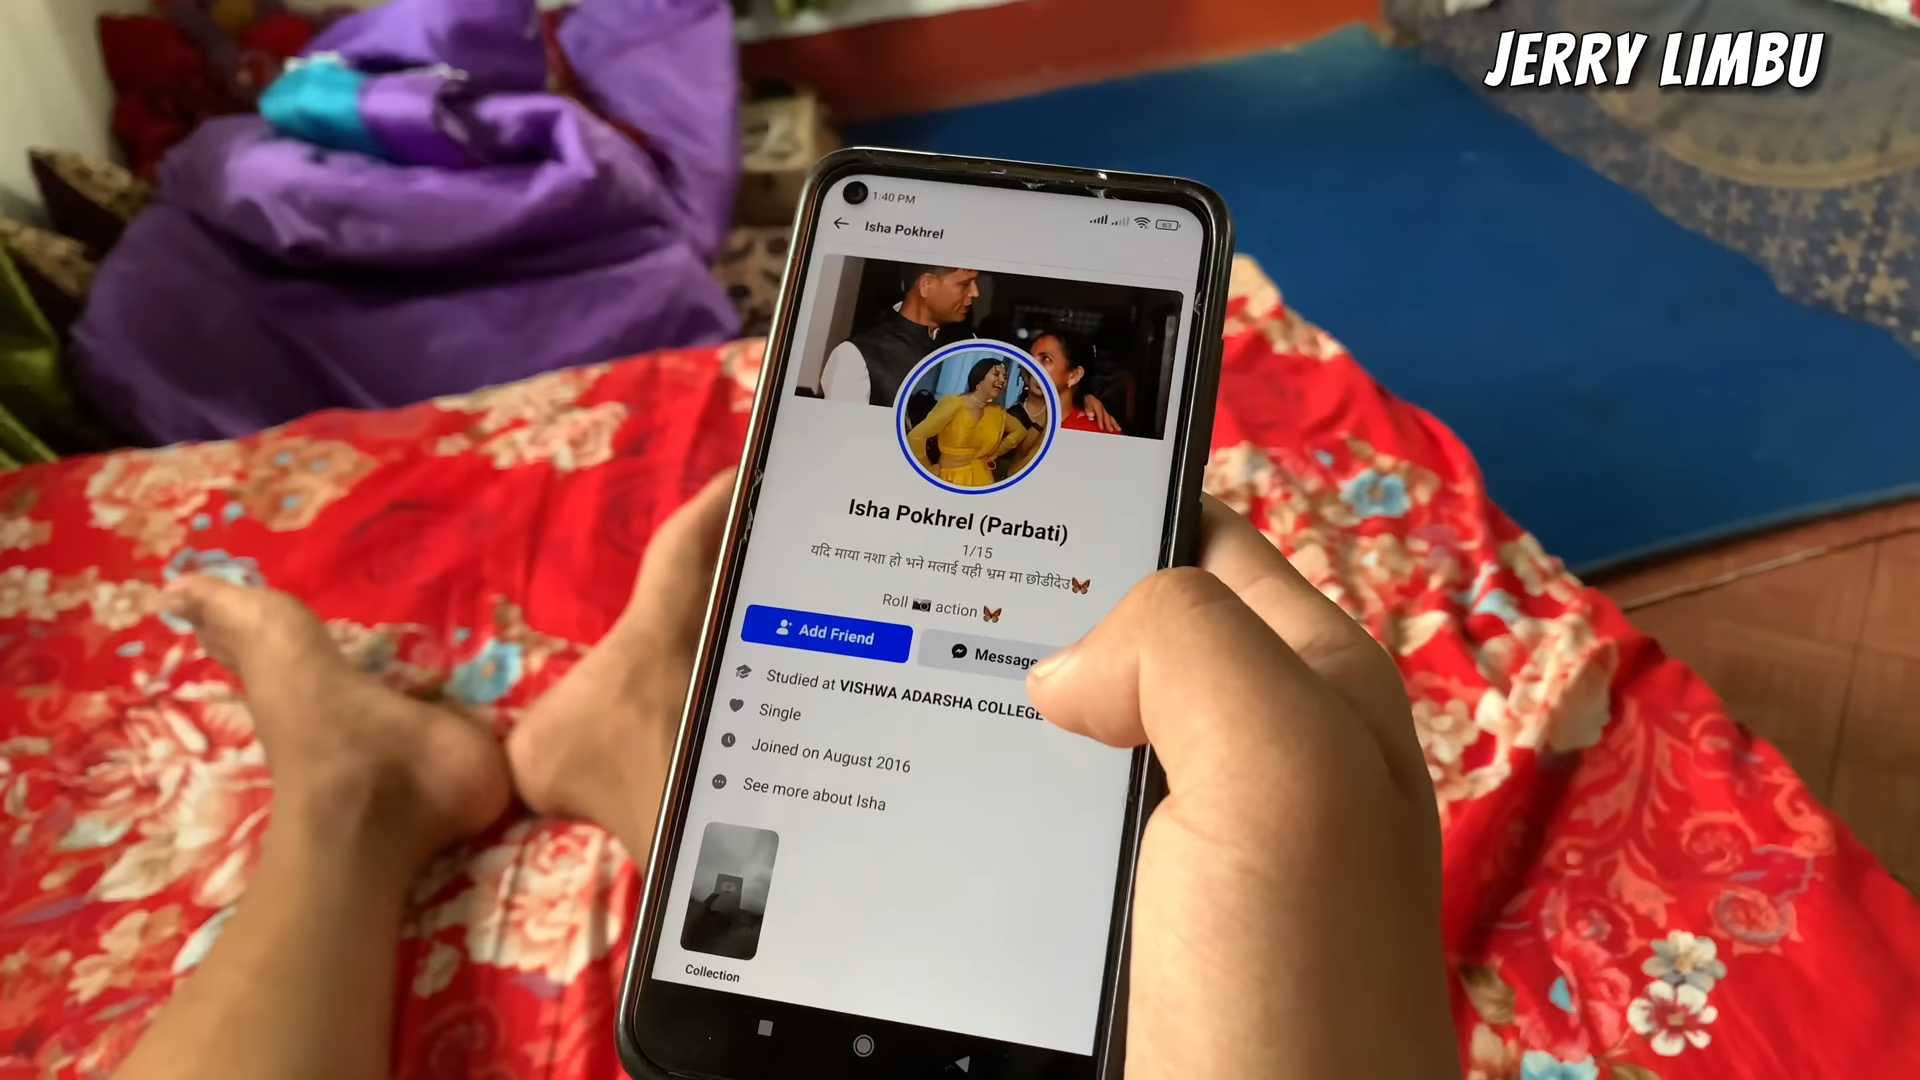 JERRY LIMBU
1:40 PM
63
Isha Pokhrel
Isha Pokhrel (Parbati)
1/15
यदि माया नशा हो भने मलाई यही भ्रम मा छोडीदेउ🦋
Roll 📷 action 🦋
Add Friend
Message
Studied at VISHWA ADARSHA COLLEGE
Single
Joined on August 2016
See more about Isha
Collection